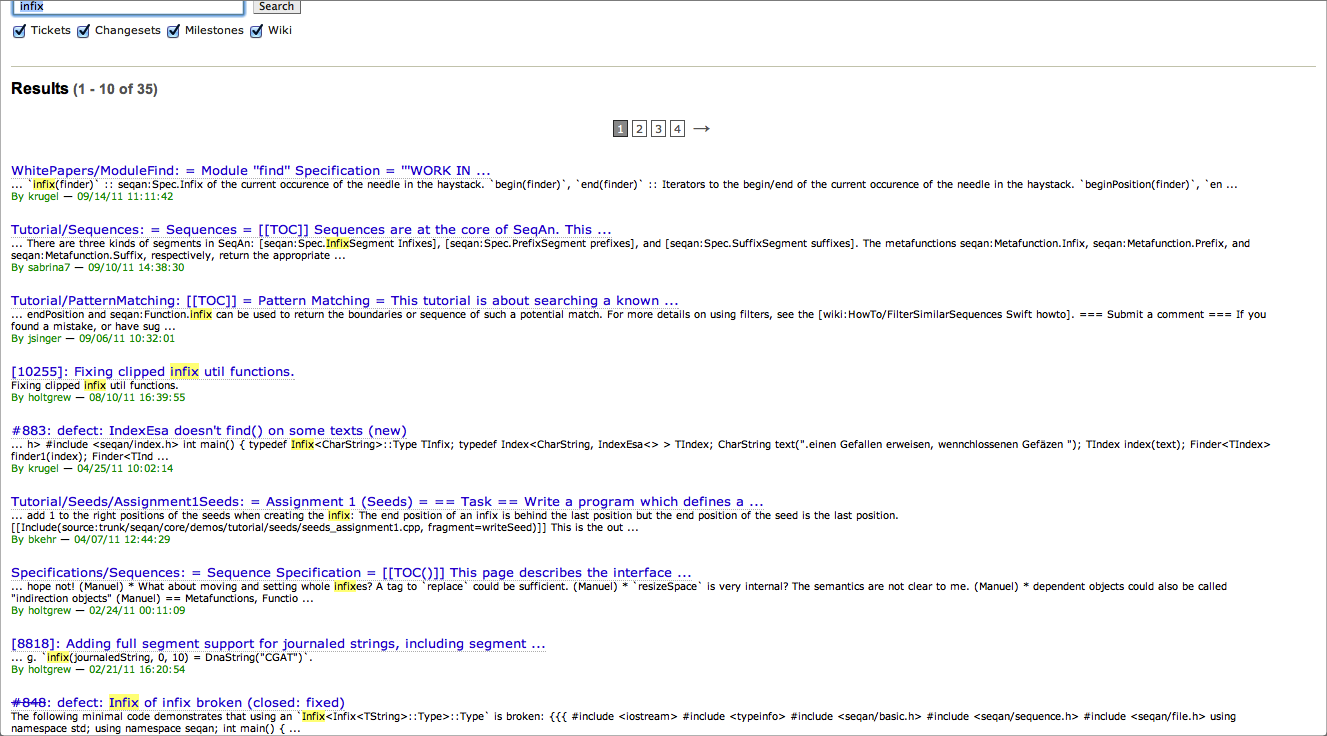 infix Search
Tickets Changesets Milestones Wiki
Results (1 - 10 of 35)
1 2 3 4 →
WhitePapers/ModuleFind: = Module "find" Specification = '''WORK IN ...
... `infix(finder)` :: seqan:Spec.Infix of the current occurence of the needle in the haystack. `begin(finder)`, `end(finder)` :: Iterators to the begin/end of the current occurence of the needle in the haystack. `beginPosition(finder)`, `en ...
By krugel — 09/14/11 11:11:42
Tutorial/Sequences: = Sequences = [[TOC]] Sequences are at the core of SeqAn. This ...
... There are three kinds of segments in SeqAn: [seqan:Spec.InfixSegment Infixes], [seqan:Spec.PrefixSegment prefixes], and [seqan:Spec.SuffixSegment suffixes]. The metafunctions seqan:Metafunction.Infix, seqan:Metafunction.Prefix, and
seqan:Metafunction.Suffix, respectively, return the appropriate ...
By sabrina7 — 09/10/11 14:38:30
Tutorial/PatternMatching: [[TOC]] = Pattern Matching = This tutorial is about searching a known ...
... endPosition and seqan:Function.infix can be used to return the boundaries or sequence of such a potential match. For more details on using filters, see the [wiki:HowTo/FilterSimilarSequences Swift howto]. === Submit a comment === If you
found a mistake, or have sug ...
By jsinger — 09/06/11 10:32:01
[10255]: Fixing clipped infix util functions.
Fixing clipped infix util functions.
By holtgrew — 08/10/11 16:39:55
#883: defect: IndexEsa doesn't find() on some texts (new)
... h> #include <seqan/index.h> int main() { typedef Infix<CharString>::Type TInfix; typedef Index<CharString, IndexEsa<> > TIndex; CharString text(".einen Gefallen erweisen, wennchlossenen Gefäzen "); TIndex index(text); Finder<TIndex>
finder1(index); Finder<TInd ...
By krugel — 04/25/11 10:02:14
Tutorial/Seeds/Assignment1Seeds: = Assignment 1 (Seeds) = == Task == Write a program which defines a ...
... add 1 to the right positions of the seeds when creating the infix: The end position of an infix is behind the last position but the end position of the seed is the last position.
[[Include(source:trunk/seqan/core/demos/tutorial/seeds/seeds_assignment1.cpp, fragment=writeSeed)]] This is the out ...
By bkehr — 04/07/11 12:44:29
Specifications/Sequences: = Sequence Specification = [[TOC()]] This page describes the interface ...
... hope not! (Manuel) * What about moving and setting whole infixes? A tag to `replace` could be sufficient. (Manuel) * `resizeSpace` is very internal? The semantics are not clear to me. (Manuel) * dependent objects could also be called
"indirection objects" (Manuel) == Metafunctions, Functio ...
By holtgrew — 02/24/11 00:11:09
[8818]: Adding full segment support for journaled strings, including segment ...
... g. `infix(journaledString, 0, 10) = DnaString("CGAT")`.
By holtgrew — 02/21/11 16:20:54
#848: defect: Infix of infix broken (closed: fixed)
The following minimal code demonstrates that using an `Infix<Infix<TString>::Type>::Type` is broken: {{{ #include <iostream> #include <typeinfo> #include <seqan/basic.h> #include <seqan/sequence.h> #include <seqan/file.h> using
namespace std; using namespace seqan; int main() { ...